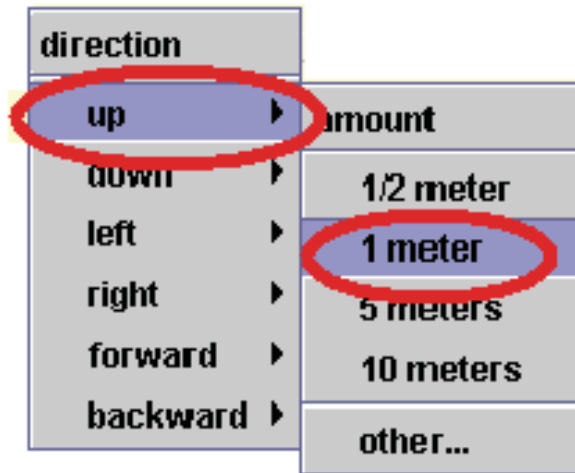 direction
up
down
left
right
forward
backward
amount
1/2 meter
1 meter
5 meters
10 meters
other...